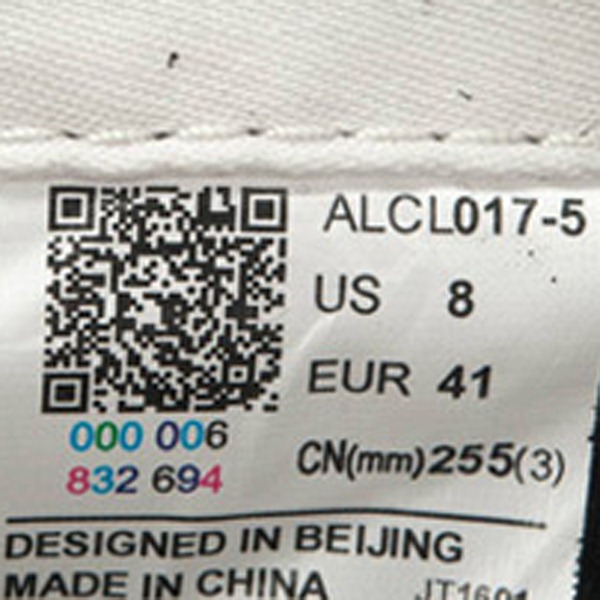 ALCL017-5
US 8
EUR 41
000 006
832 694
CN(mm)255(3)
DESIGNED IN BEIJING
MADE IN CHINA